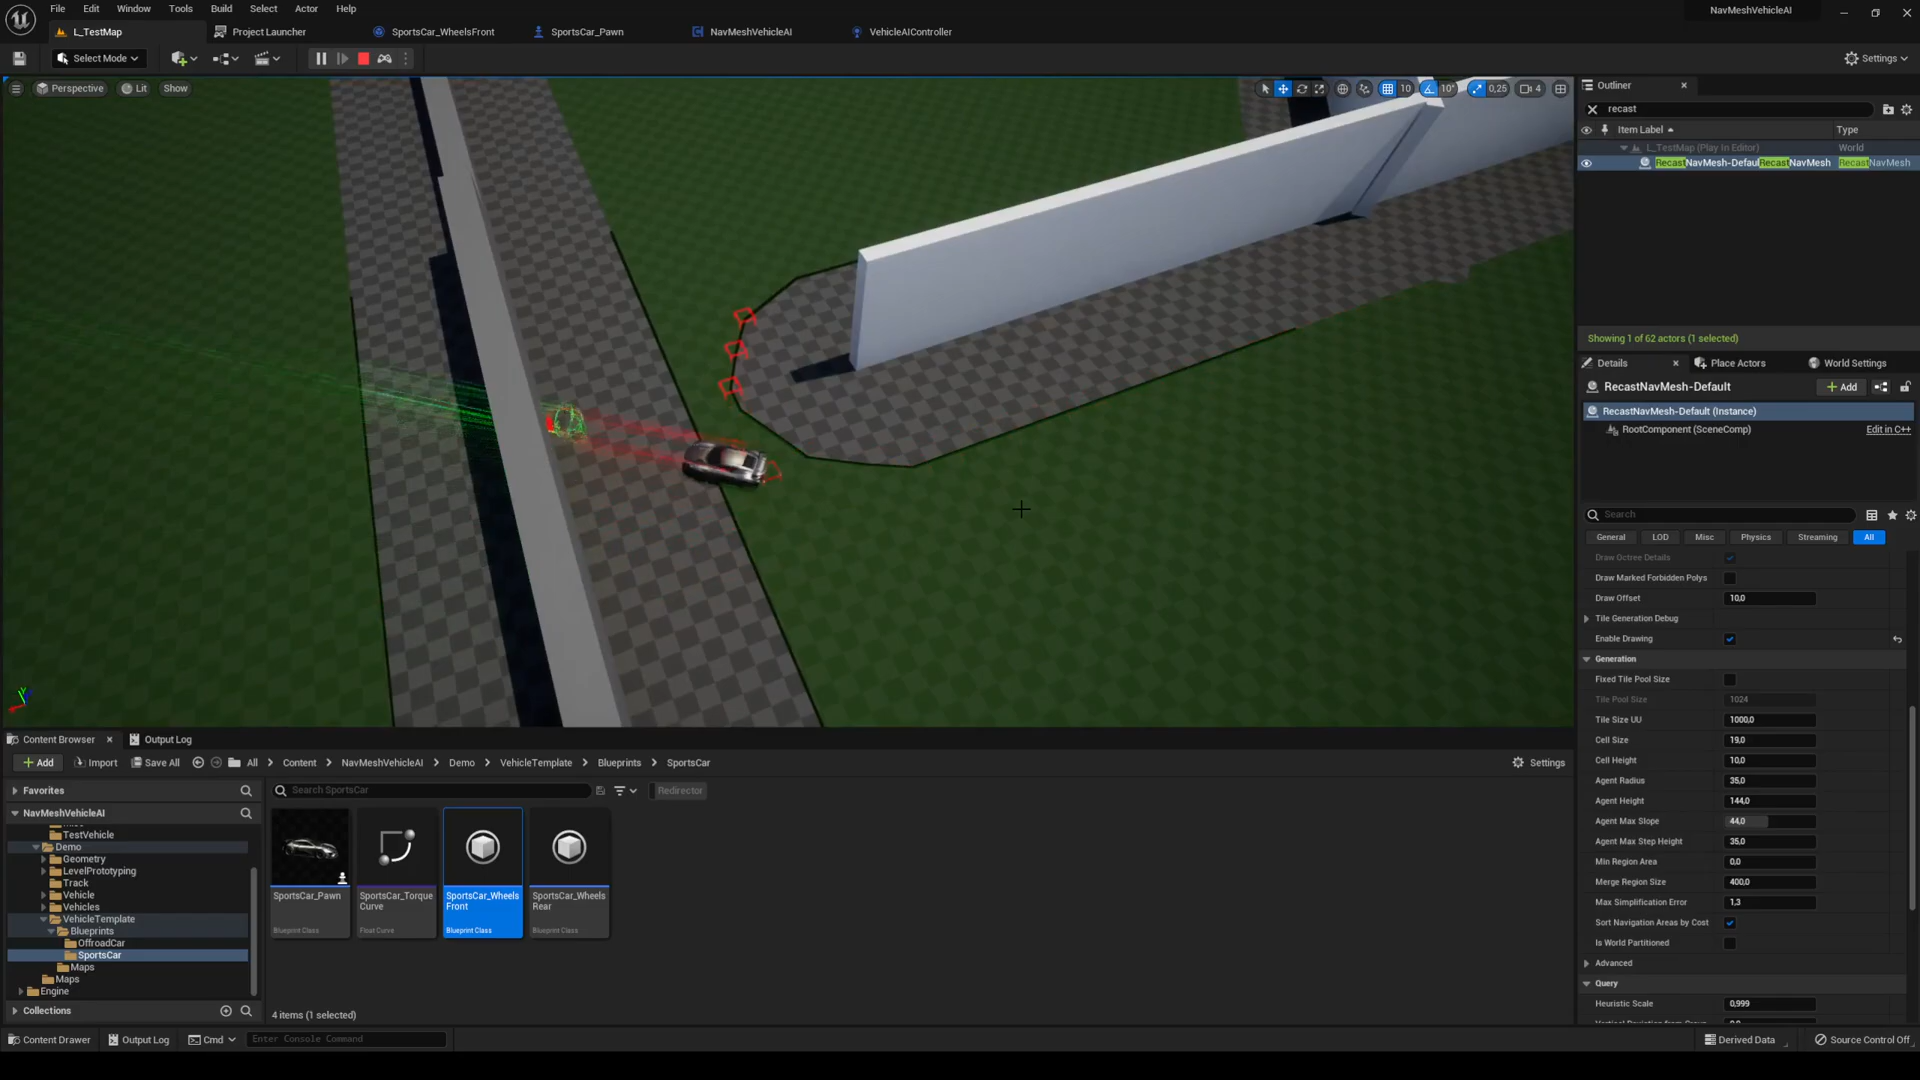 File Edit Window Tools Build Select Actor Help
NavMeshVehicleAI
L_TestMap
Project Launcher
SportsCar_WheelsFront
SportsCar_Pawn
NavMeshVehicleAI
VehicleAIController
Select Mode
Settings
Perspective
Lit
Show
10
10°
0,25
4
Outliner
recast
Item Label
Type
L_TestMap (Play In Editor)
World
RecastNavMesh-DefauRecastNavMesh
RecastNavMesh
Showing 1 of 62 actors (1 selected)
Details
Place Actors
World Settings
RecastNavMesh-Default
Add
RecastNavMesh-Default (Instance)
RootComponent (SceneComp)
Edit in C++
Search
General
LOD
Misc
Physics
Streaming
All
Draw Octree Details
Draw Marked Forbidden Polys
Draw Offset
10,0
Tile Generation Debug
Enable Drawing
Generation
Fixed Tile Pool Size
Tile Pool Size
1024
Tile Size UU
1000,0
Cell Size
19,0
Cell Height
10,0
Agent Radius
35,0
Agent Height
144,0
Agent Max Slope
44,0
Agent Max Step Height
35,0
Min Region Area
0,0
Merge Region Size
400,0
Max Simplification Error
1,3
Sort Navigation Areas by Cost
Is World Partitioned
Advanced
Query
Heuristic Scale
0,999
Content Browser
Output Log
Add
Import
Save All
All
Content
NavMeshVehicleAI
Demo
VehicleTemplate
Blueprints
SportsCar
Settings
Favorites
NavMeshVehicleAI
TestVehicle
Demo
Geometry
LevelPrototyping
Track
Vehicle
Vehicles
VehicleTemplate
Blueprints
OffroadCar
SportsCar
Maps
Maps
Engine
Collections
Search SportsCar
Redirector
SportsCar_Pawn
Blueprint Class
SportsCar_Torque
Curve
Float Curve
SportsCar_Wheels
Front
Blueprint Class
SportsCar_Wheels
Rear
Blueprint Class
4 items (1 selected)
Content Drawer
Output Log
Cmd
Enter Console Command
Derived Data
Source Control Off